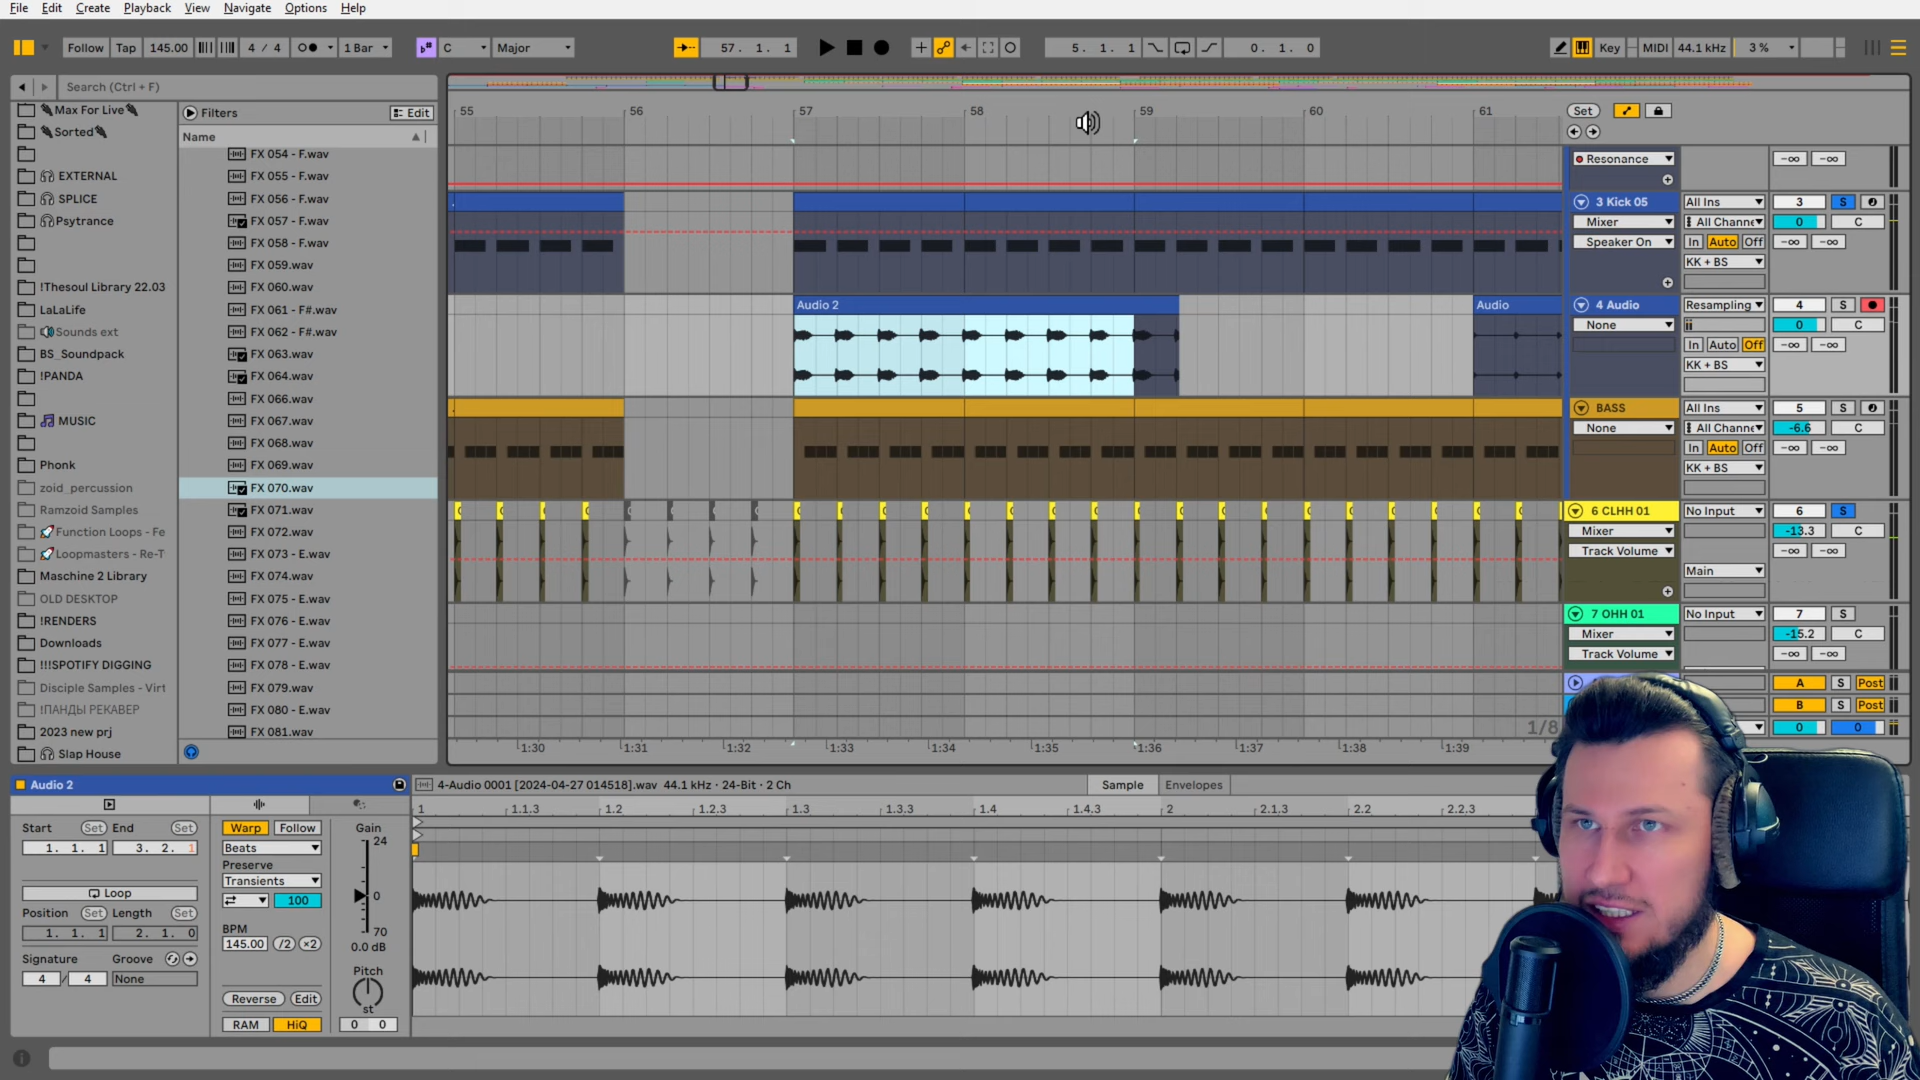 File Edit Create Playback View Navigate Options Help
Follow Tap 145.00 4 / 4 1 Bar C Major 57. 1. 1 5. 1. 1 0. 1. 0 Key MIDI 44.1 kHz 3 %
Search (Ctrl + F)
Max For Live
Sorted
EXTERNAL
SPLICE
Psytrance
!Thesoul Library 22.03
LaLaLife
Sounds ext
BS_Soundpack
!PANDA
MUSIC
Phonk
zoid_percussion
Ramzoid Samples
Function Loops - Fe
Loopmasters - Re-T
Maschine 2 Library
OLD DESKTOP
!RENDERS
Downloads
!!!SPOTIFY DIGGING
Disciple Samples - Virt
!ПАНДЫ РЕКАВЕР
2023 new prj
Slap House
Filters Edit
Name
FX 054 - F.wav
FX 055 - F.wav
FX 056 - F.wav
FX 057 - F.wav
FX 058 - F.wav
FX 059.wav
FX 060.wav
FX 061 - F#.wav
FX 062 - F#.wav
FX 063.wav
FX 064.wav
FX 066.wav
FX 067.wav
FX 068.wav
FX 069.wav
FX 070.wav
FX 071.wav
FX 072.wav
FX 073 - E.wav
FX 074.wav
FX 075 - E.wav
FX 076 - E.wav
FX 077 - E.wav
FX 078 - E.wav
FX 079.wav
FX 080 - E.wav
FX 081.wav
55 56 57 58 59 60 61
Set
Resonance
3 Kick 05 All Ins 3 S
Mixer All Channe 0 C
Speaker On In Auto Off -∞ -∞
KK + BS
Audio 2 Audio
4 Audio Resampling 4 S
None 0 C
In Auto Off -∞ -∞
KK + BS
BASS All Ins 5 S
None All Channe -6.6 C
In Auto Off -∞ -∞
KK + BS
6 CLHH 01 No Input 6 S
Mixer -13.3 C
Track Volume -∞ -∞
Main
7 OHH 01 No Input 7 S
Mixer -15.2 C
Track Volume -∞ -∞
A S Post
B S Post
1/8 0 0
1:30 1:31 1:32 1:33 1:34 1:35 1:36 1:37 1:38 1:39
Audio 2
4-Audio 0001 [2024-04-27 014518].wav 44.1 kHz · 24-Bit · 2 Ch
Sample Envelopes
1 1.1.3 1.2 1.2.3 1.3 1.3.3 1.4 1.4.3 2 2.1.3 2.2 2.2.3
Start Set End Set
1. 1. 1 3. 2. 1
Loop
Position Set Length Set
1. 1. 1 2. 1. 0
Signature Groove
4 / 4 None
Warp Follow
Beats
Preserve
Transients
100
BPM
145.00 /2 ×2
Reverse Edit
RAM HiQ
Gain
24
0
70
0.0 dB
Pitch
st
0 0